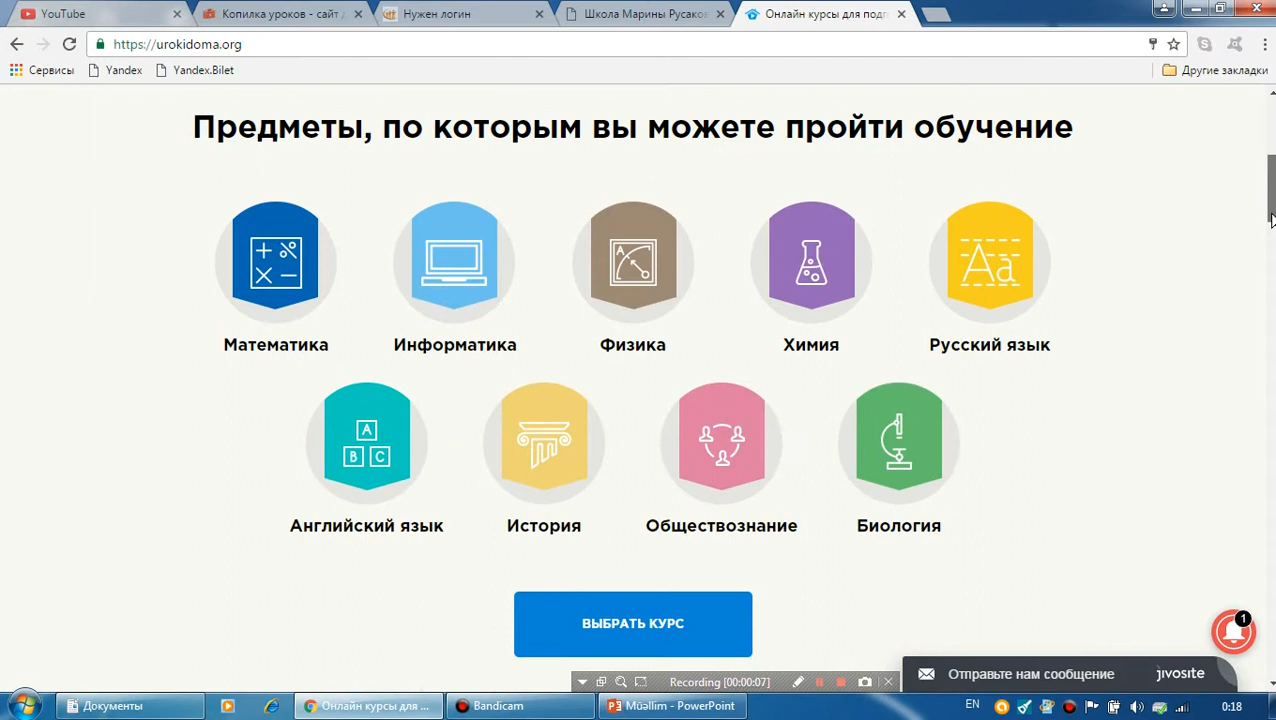 YouTube
Копилка уроков - сайт д
Нужен логин
Школа Марины Русаков
Онлайн курсы для подг
https://urokidoma.org
Сервисы
Yandex
Yandex.Bilet
Другие закладки
Предметы, по которым вы можете пройти обучение
A
Aa
Математика
Информатика
Физика
Химия
Русский язык
A
B C
Английский язык
История
Обществознание
Биология
ВЫБРАТЬ КУРС
1
Отправьте нам сообщение
jivosite
Recording [00:00:07]
Документы
Онлайн курсы для ...
Bandicam
Müəllim - PowerPoint
EN
0:18